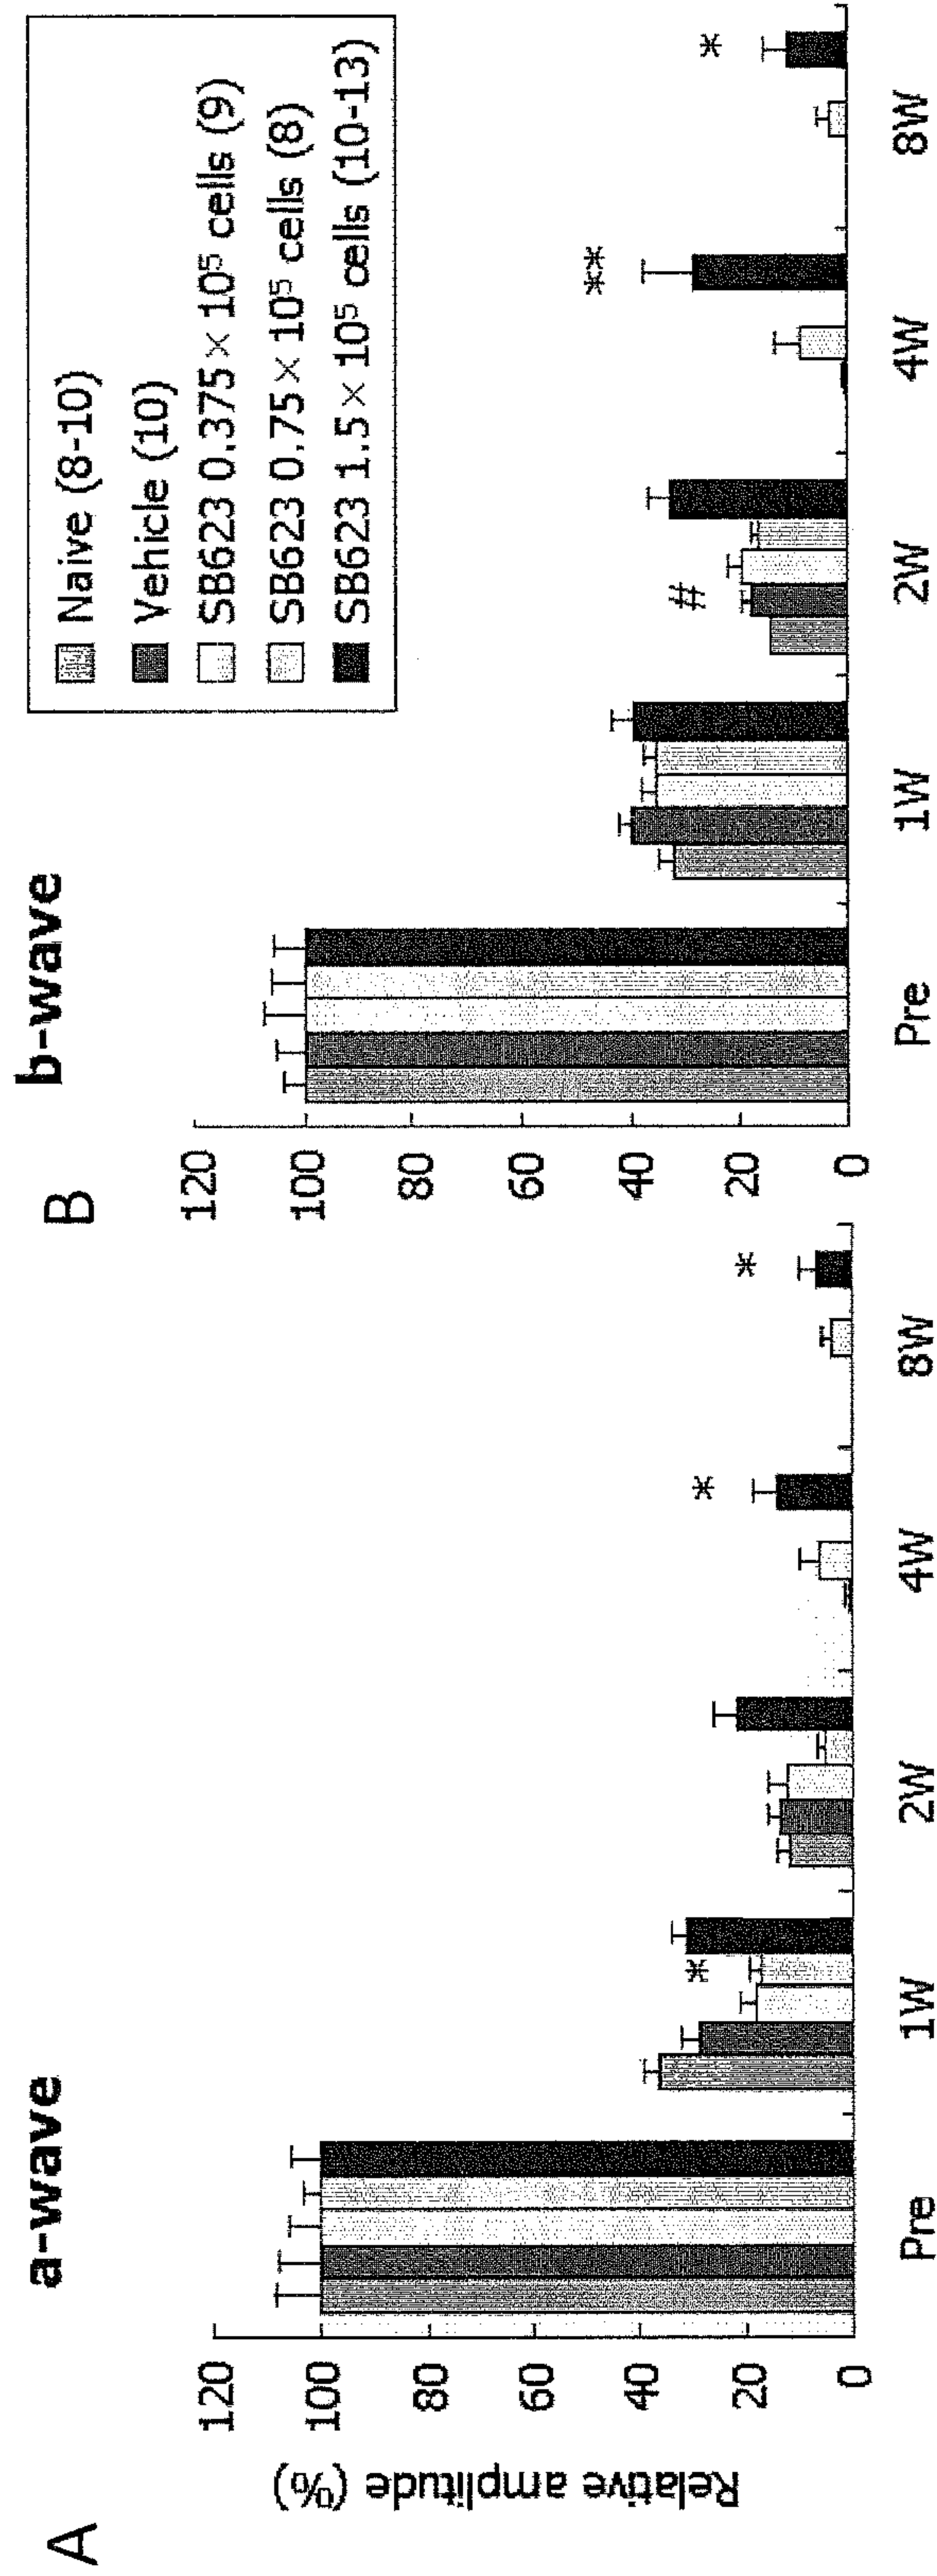 A
a-wave
Relative amplitude (%)
120
100
80
60
40
20
0
*
*
*
Pre
1W
2W
4W
8W
B
b-wave
Naive (8-10)
Vehicle (10)
SB623 0.375×10⁵ cells (9)
SB623 0.75×10⁵ cells (8)
SB623 1.5×10⁵ cells (10-13)
120
100
80
60
40
20
0
#
**
*
Pre
1W
2W
4W
8W